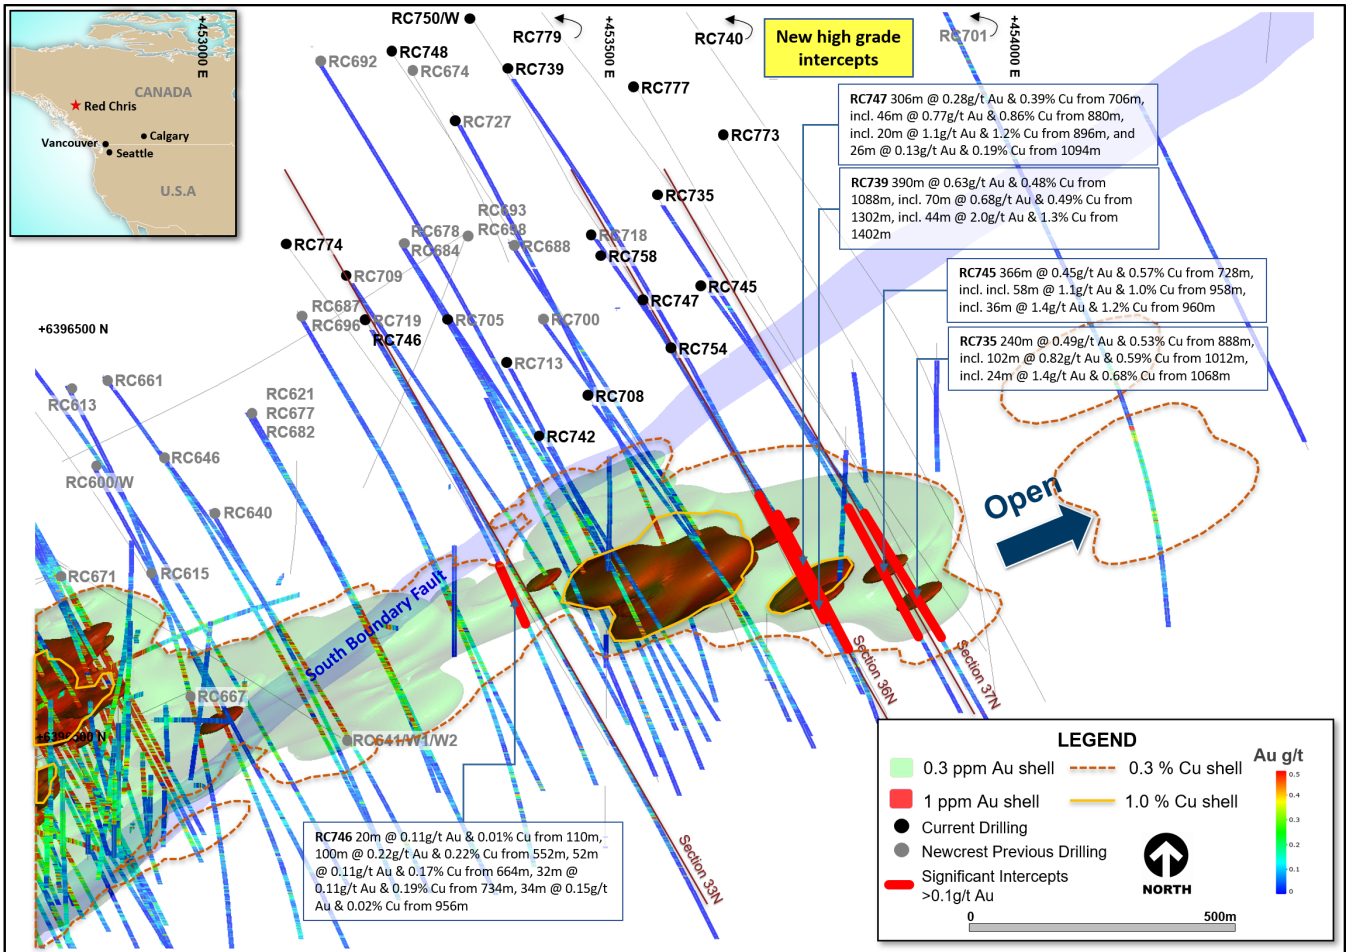 +453000 E
CANADA
Red Chris
Calgary
Vancouver
Seattle
U.S.A
RC750/W
RC748
RC692
RC674
RC739
RC779
+453500 E
RC740
New high grade
intercepts
RC701
+454000 E
RC777
RC727
RC773
RC747 306m @ 0.28g/t Au & 0.39% Cu from 706m,
incl. 46m @ 0.77g/t Au & 0.86% Cu from 880m,
incl. 20m @ 1.1g/t Au & 1.2% Cu from 896m, and
26m @ 0.13g/t Au & 0.19% Cu from 1094m
RC739 390m @ 0.63g/t Au & 0.48% Cu from
1088m, incl. 70m @ 0.68g/t Au & 0.49% Cu from
1302m, incl. 44m @ 2.0g/t Au & 1.3% Cu from
1402m
RC735
RC693
RC698
RC678
RC684
RC688
RC718
RC758
RC774
RC709
RC745 366m @ 0.45g/t Au & 0.57% Cu from 728m,
incl. incl. 58m @ 1.1g/t Au & 1.0% Cu from 958m,
incl. 36m @ 1.4g/t Au & 1.2% Cu from 960m
RC745
RC747
RC687
RC696
RC719
RC746
RC705
RC700
+6396500 N
RC735 240m @ 0.49g/t Au & 0.53% Cu from 888m,
incl. 102m @ 0.82g/t Au & 0.59% Cu from 1012m,
incl. 24m @ 1.4g/t Au & 0.68% Cu from 1068m
RC754
RC713
RC661
RC613
RC621
RC677
RC682
RC708
RC742
RC646
RC600/W
RC640
Open
RC671
RC615
South Boundary Fault
RC667
Section 36N
Section 37N
RC641/W1/W2
+6396000 N
Section 33N
RC746 20m @ 0.11g/t Au & 0.01% Cu from 110m,
100m @ 0.22g/t Au & 0.22% Cu from 552m, 52m
@ 0.11g/t Au & 0.17% Cu from 664m, 32m @
0.11g/t Au & 0.19% Cu from 734m, 34m @ 0.15g/t
Au & 0.02% Cu from 956m
LEGEND
0.3 ppm Au shell
0.3 % Cu shell
1 ppm Au shell
1.0 % Cu shell
Current Drilling
Newcrest Previous Drilling
Significant Intercepts
>0.1g/t Au
NORTH
Au g/t
0.5
0.4
0.3
0.2
0.1
0
0
500m